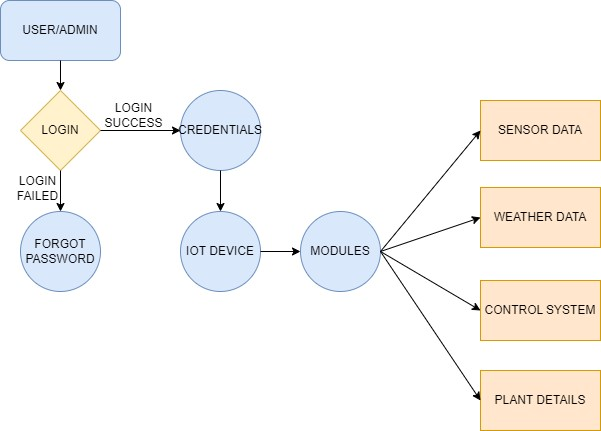 USER/ADMIN
LOGIN
LOGIN
SUCCESS
CREDENTIALS
SENSOR DATA
LOGIN
FAILED
FORGOT
PASSWORD
IOT DEVICE
MODULES
WEATHER DATA
CONTROL SYSTEM
PLANT DETAILS